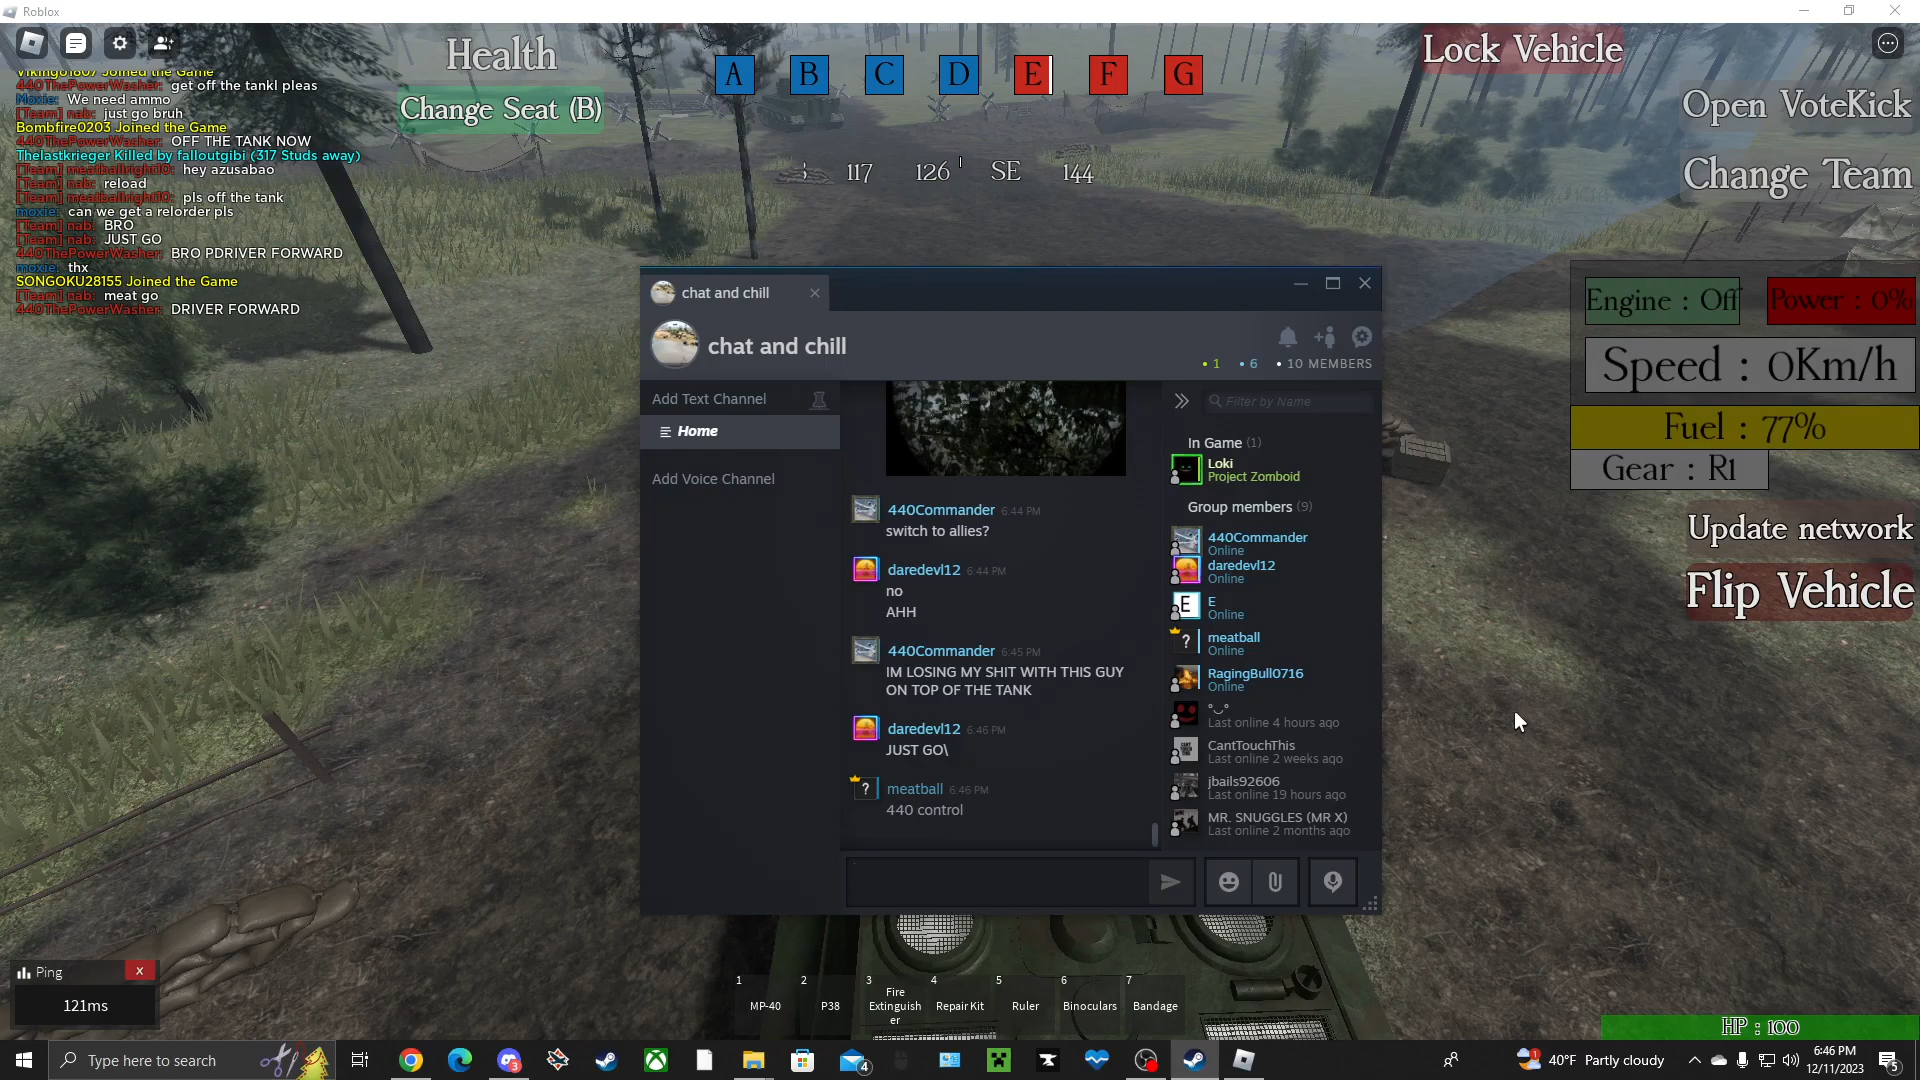 Roblox
Health
Change Seat (B)
A B C D E F G
Lock Vehicle
Open VoteKick
Change Team
117 126 SE 144
Vikingo1807 Joined the Game
440ThePowerWasher: get off the tankl pleas
Moxie: We need ammo
[Team] nab: just go bruh
Bombfire0203 Joined the Game
440ThePowerWasher: OFF THE TANK NOW
Thelastkrieger Killed by falloutgibi (317 Studs away)
[Team] meatballright10: hey azusabao
[Team] nab: reload
[Team] meatballright10: pls off the tank
moxie: can we get a relorder pls
[Team] nab: BRO
[Team] nab: JUST GO
440ThePowerWasher: BRO PDRIVER FORWARD
moxie: thx
SONGOKU28155 Joined the Game
[Team] nab: meat go
440ThePowerWasher: DRIVER FORWARD
Engine : Off
Power : 0%
Speed : 0Km/h
Fuel : 77%
Gear : R1
Update network
Flip Vehicle
chat and chill
chat and chill
1 6 10 MEMBERS
Add Text Channel
Home
Add Voice Channel
440Commander 6:44 PM
switch to allies?
daredevl12 6:44 PM
no
AHH
440Commander 6:45 PM
IM LOSING MY SHIT WITH THIS GUY
ON TOP OF THE TANK
daredevl12 6:46 PM
JUST GO\
meatball 6:46 PM
440 control
Filter by Name
In Game (1)
Loki
Project Zomboid
Group members (9)
440Commander
Online
daredevl12
Online
E
E
Online
meatball
Online
RagingBull0716
Online
°◡°
Last online 4 hours ago
CantTouchThis
Last online 2 weeks ago
jbails92606
Last online 19 hours ago
MR. SNUGGLES (MR X)
Last online 2 months ago
Ping
121ms
1 MP-40
2 P38
3 Fire
Extinguish
er
4 Repair Kit
5 Ruler
6 Binoculars
7 Bandage
HP : 100
Type here to search
3
4
1
40°F Partly cloudy
6:46 PM
12/11/2023
5